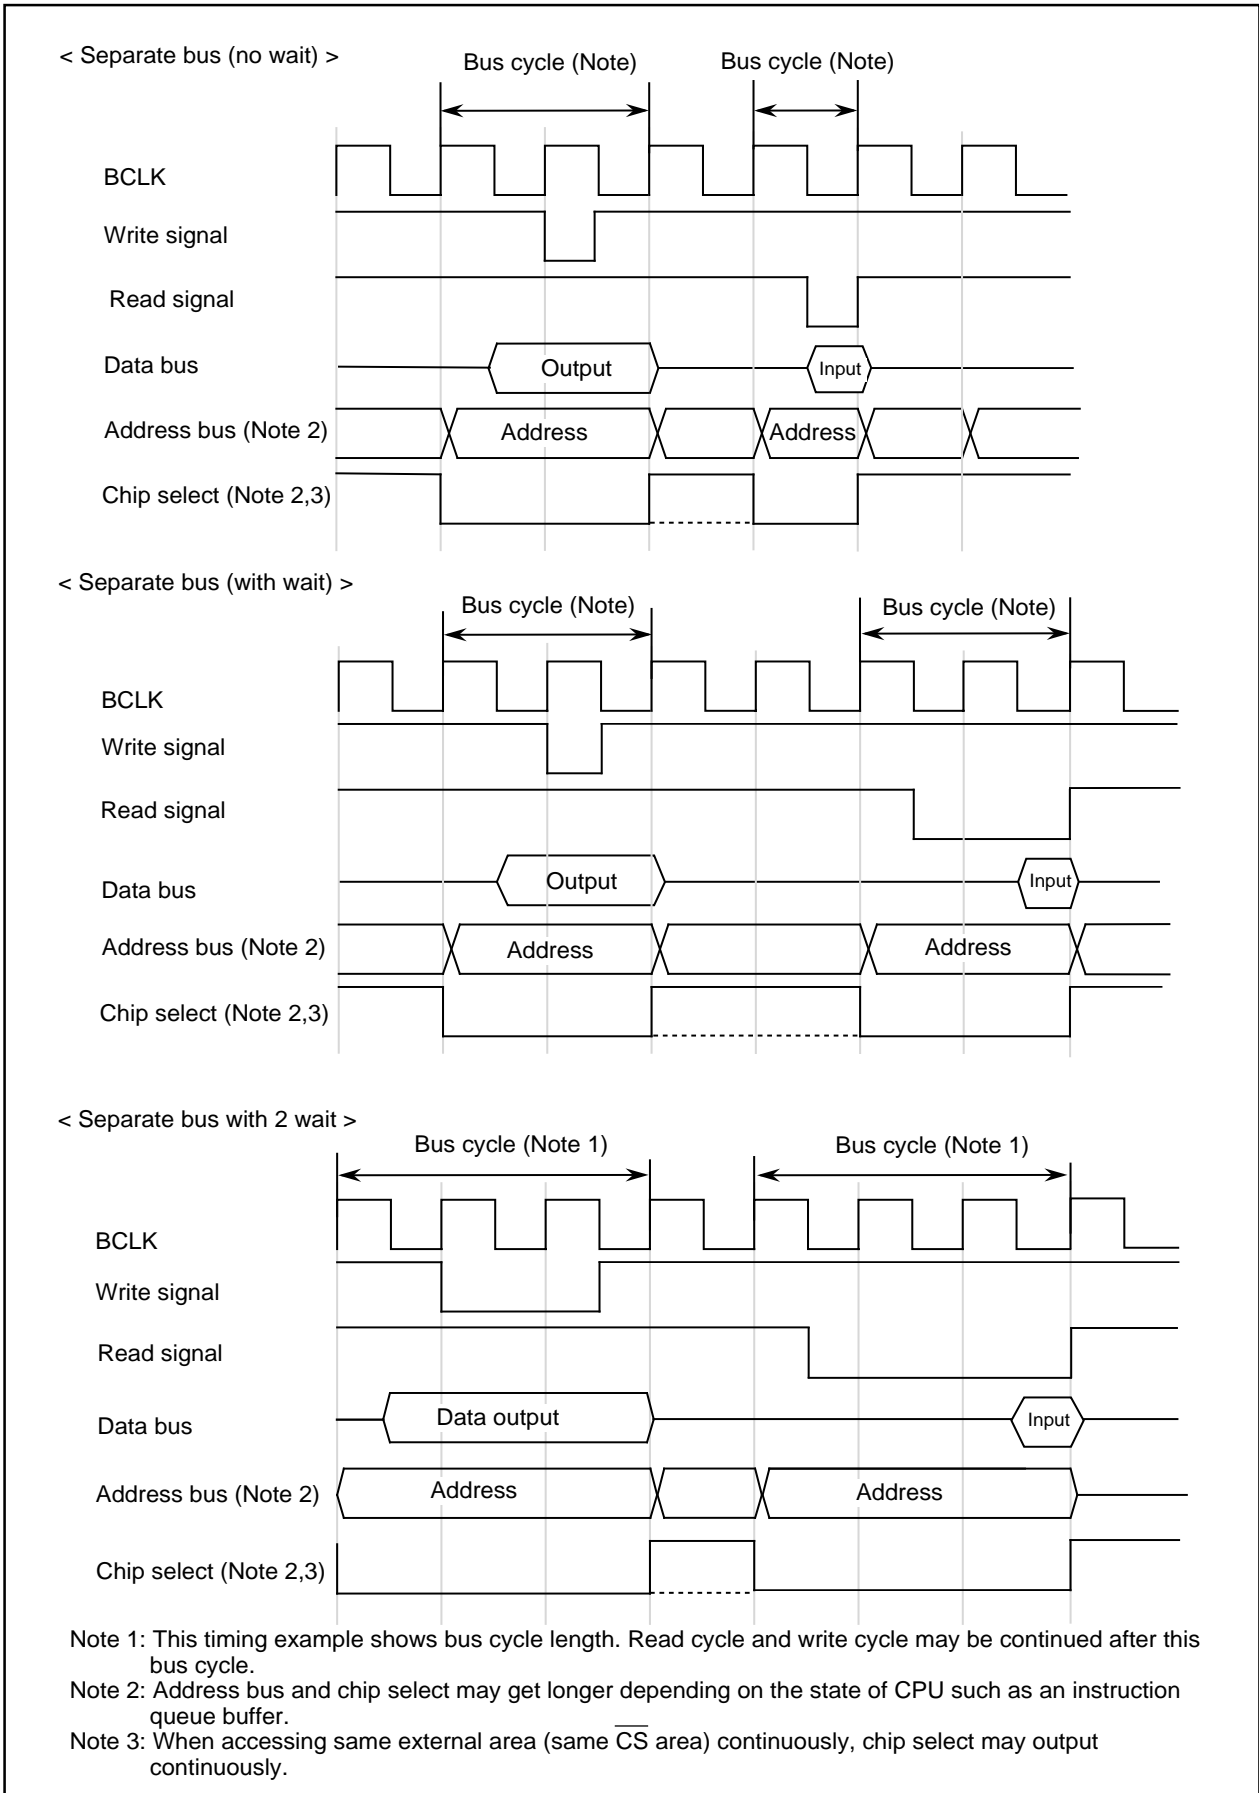 < Separate bus (no wait) >
Bus cycle (Note)
Bus cycle (Note)
BCLK
Write signal
Read signal
Data bus
Output
Input
Address bus (Note 2)
Address
Address
Chip select (Note 2,3)
< Separate bus (with wait) >
Bus cycle (Note)
Bus cycle (Note)
BCLK
Write signal
Read signal
Data bus
Output
Input
Address bus (Note 2)
Address
Address
Chip select (Note 2,3)
< Separate bus with 2 wait >
Bus cycle (Note 1)
Bus cycle (Note 1)
BCLK
Write signal
Read signal
Data bus
Data output
Input
Address bus (Note 2)
Address
Address
Chip select (Note 2,3)
Note 1: This timing example shows bus cycle length. Read cycle and write cycle may be continued after this
bus cycle.
Note 2: Address bus and chip select may get longer depending on the state of CPU such as an instruction
queue buffer.
Note 3: When accessing same external area (same C̅S̅ area) continuously, chip select may output
continuously.